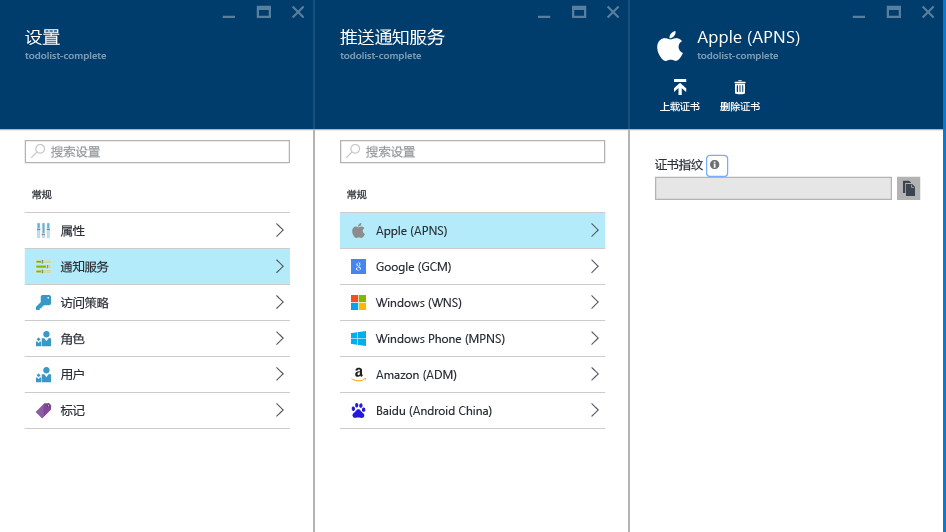 设置
todolist-complete
搜索设置
常规
属性
通知服务
访问策略
角色
用户
标记
推送通知服务
todolist-complete
搜索设置
常规
Apple (APNS)
Google (GCM)
Windows (WNS)
Windows Phone (MPNS)
Amazon (ADM)
Baidu (Android China)
Apple (APNS)
todolist-complete
上载证书 删除证书
证书指纹